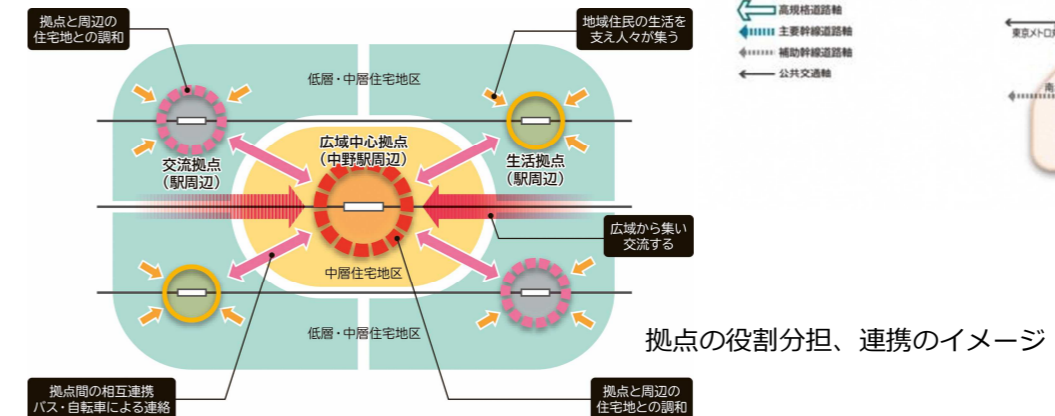 拠点と周辺の
住宅地との調和
地域住民の生活を
支え人々が集う
低層・中層住宅地区
広域中心拠点
（中野駅周辺）
交流拠点
（駅周辺）
生活拠点
（駅周辺）
広域から集い
交流する
中層住宅地区
低層・中層住宅地区
拠点間の相互連携
バス・自転車による連絡
拠点と周辺の
住宅地との調和
高規格道路軸
主要幹線道路軸
補助幹線道路軸
公共交通軸
東京メトロ
南
拠点の役割分担、連携のイメージ